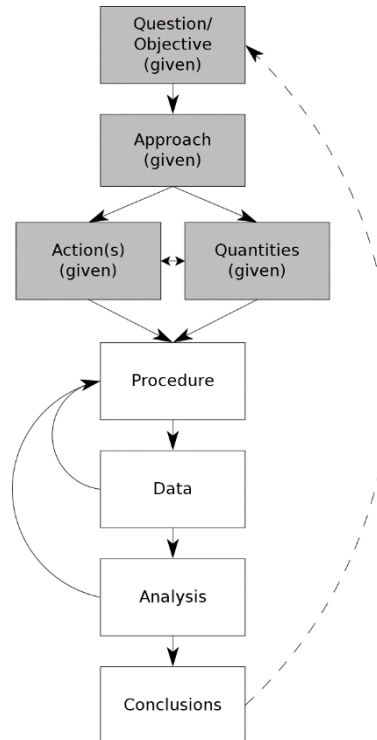 Question/
Objective
(given)
Approach
(given)
Action(s)
(given)
Quantities
(given)
Procedure
Data
Analysis
Conclusions